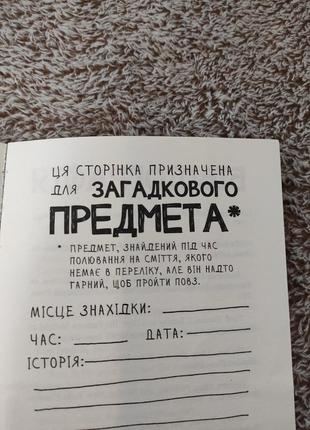 ЦЯ СТОРІНКА ПРИЗНАЧЕНА
ДЛЯ ЗАГАДКОВОГО
ПРЕДМЕТА*
* ПРЕДМЕТ, ЗНАЙДЕНИЙ ПІД ЧАС
ПОЛЮВАННЯ НА СМІТТЯ, ЯКОГО
НЕМАЄ В ПЕРЕЛІКУ, АЛЕ ВІН НАДТО
ГАРНИЙ, ЩОБ ПРОЙТИ ПОВЗ.
МІСЦЕ ЗНАХІДКИ:
ЧАС: ДАТА:
ІСТОРІЯ: